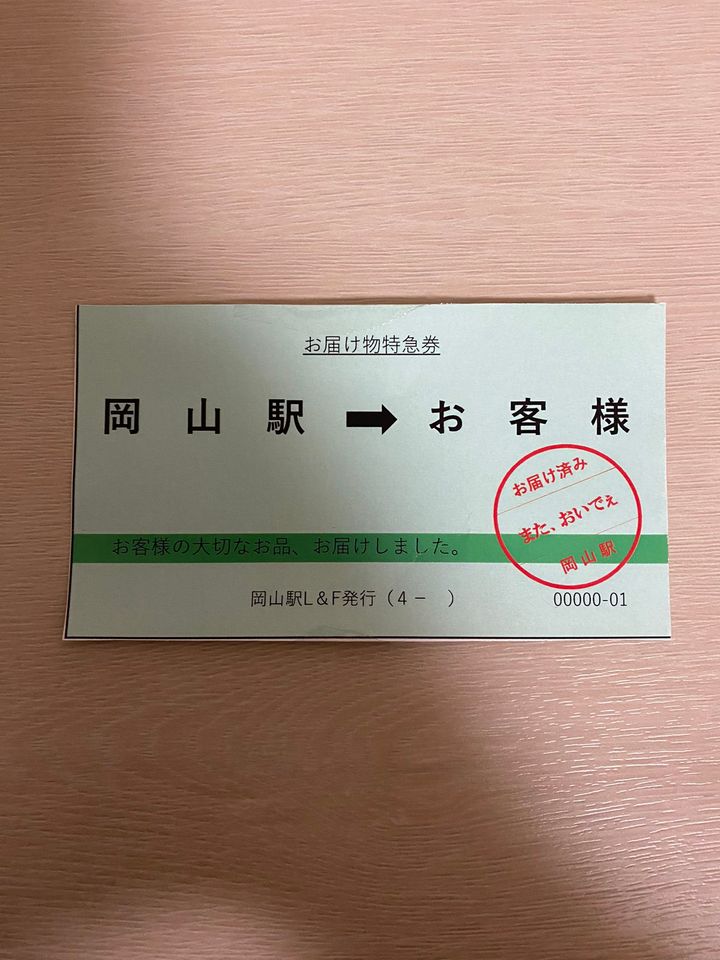 お届け物特急券
岡山駅➡お客様
お届け済み
また、おいでぇ
岡山駅
お客様の大切なお品、お届けしました。
岡山駅L＆F発行（４－　）
00000-01